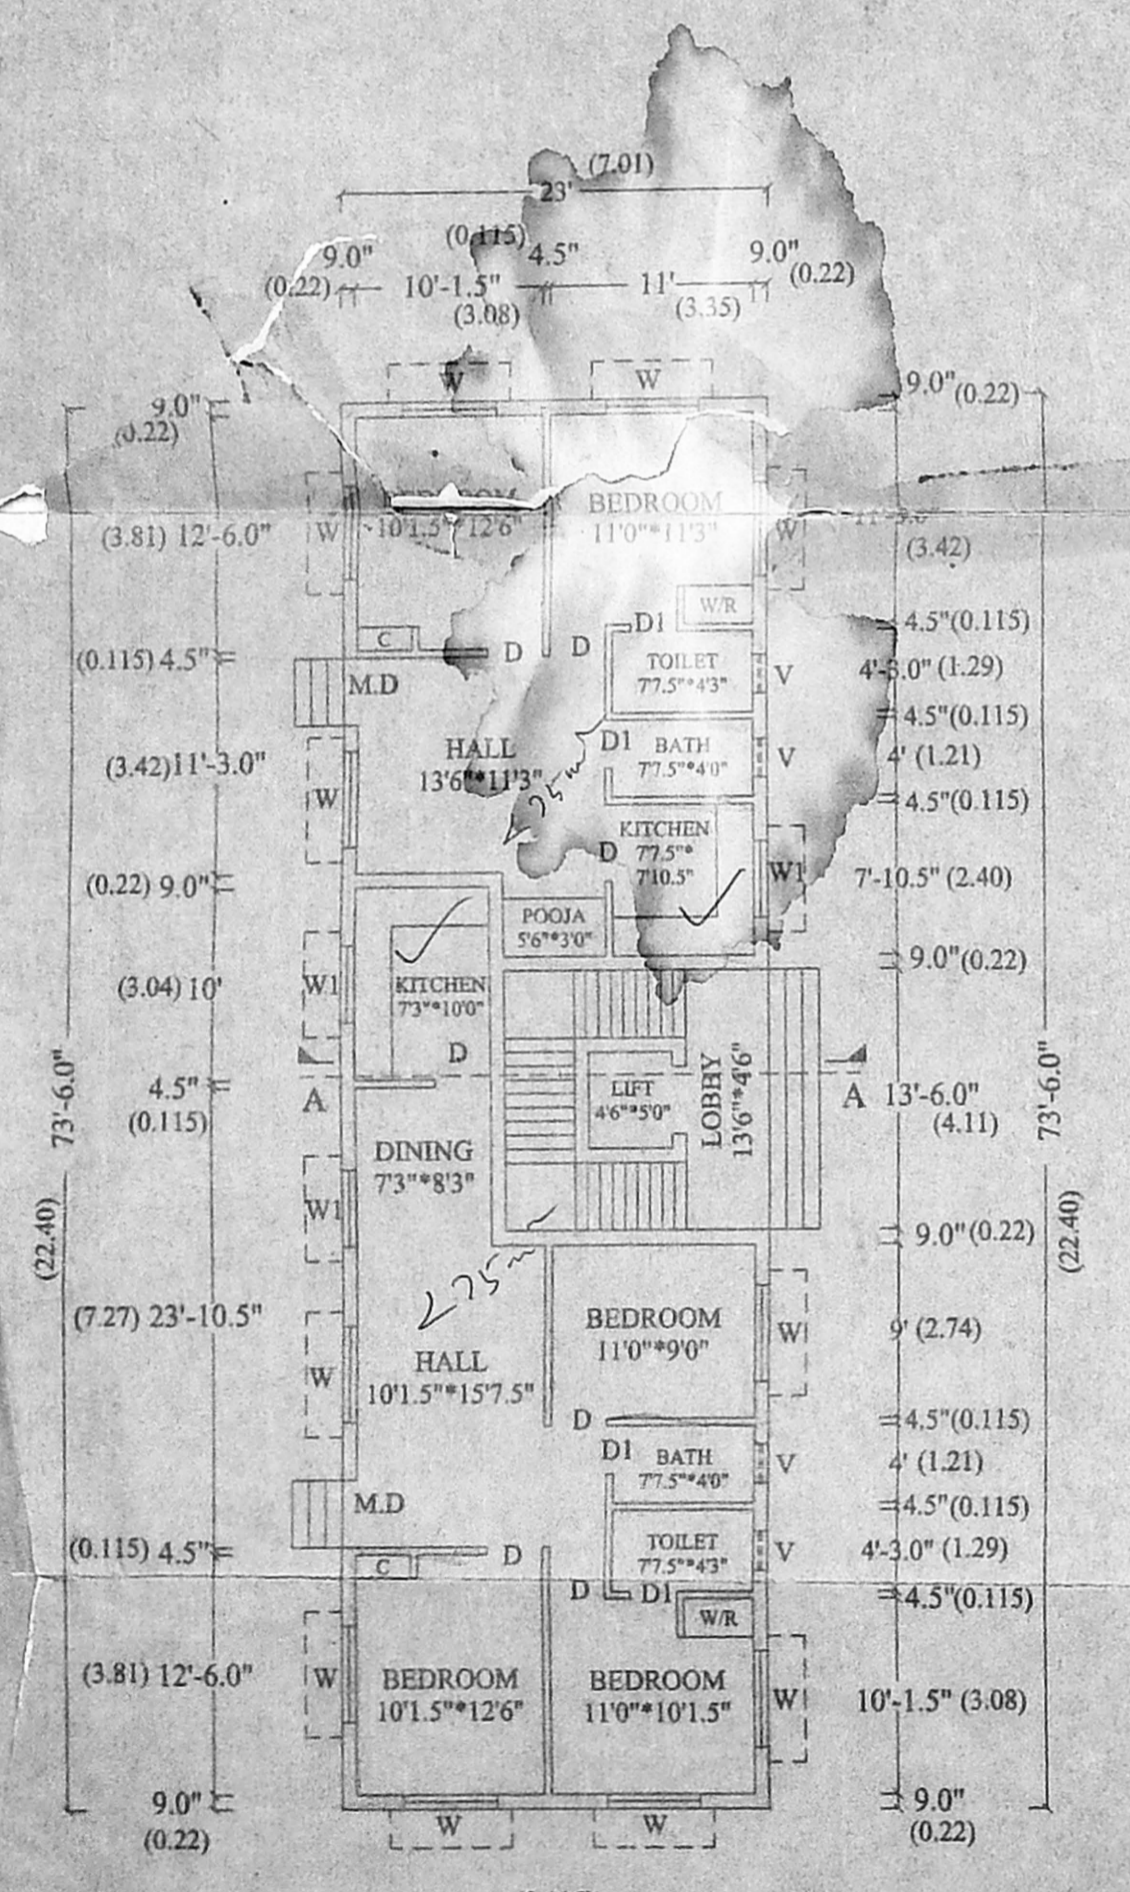 (7.01)
23'
(0.115)
9.0"
4.5"
9.0"
(0.22)
10'-1.5"
11'
(0.22)
(3.08)
(3.35)
W
W
9.0"
(0.22)
9.0"(0.22)
BEDROOM
10'1.5"*12'6"
BEDROOM
11'0"*11'3"
(3.81) 12'-6.0"
W
W
(3.42)
W/R
C
D
D
D1
4.5"(0.115)
(0.115) 4.5"
M.D
TOILET
7'7.5"*4'3"
V
4'-3.0" (1.29)
4.5"(0.115)
HALL
13'6"*11'3"
D1
BATH
7'7.5"*4'0"
V
4' (1.21)
(3.42)11'-3.0"
W
4.5"(0.115)
KITCHEN
7'7.5"*
7'10.5"
D
W1
7'-10.5" (2.40)
(0.22) 9.0"
POOJA
5'6"*3'0"
9.0"(0.22)
(3.04) 10'
W1
KITCHEN
7'3"*10'0"
D
73'-6.0"
(22.40)
4.5"
(0.115)
A
LIFT
4'6"*5'0"
LOBBY
13'6"*4'6"
A
13'-6.0"
(4.11)
73'-6.0"
(22.40)
DINING
7'3"*8'3"
W1
9.0"(0.22)
(7.27) 23'-10.5"
BEDROOM
11'0"*9'0"
W
9' (2.74)
HALL
10'1.5"*15'7.5"
W
D
4.5"(0.115)
D1
BATH
7'7.5"*4'0"
V
4' (1.21)
M.D
4.5"(0.115)
(0.115) 4.5"
C
D
TOILET
7'7.5"*4'3"
V
4'-3.0" (1.29)
D
D1
4.5"(0.115)
W/R
(3.81) 12'-6.0"
W
BEDROOM
10'1.5"*12'6"
BEDROOM
11'0"*10'1.5"
W
10'-1.5" (3.08)
9.0"
(0.22)
W
W
9.0"
(0.22)